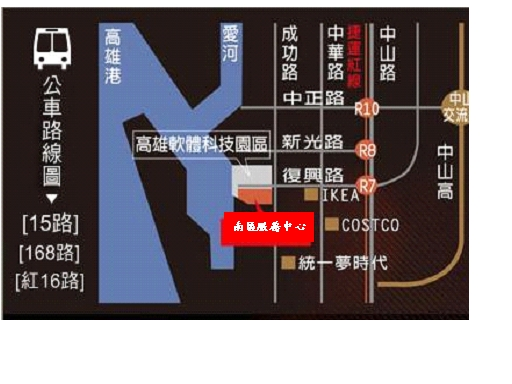 公車路線圖
[15路]
[168路]
[紅16路]
高雄港
愛河
成功路
中華路
捷運紅線
中山路
中正路
R10
中山
交流
高雄軟體科技園區
新光路
R8
中山高
復興路
R7
IKEA
南區服務中心
COSTCO
統一夢時代